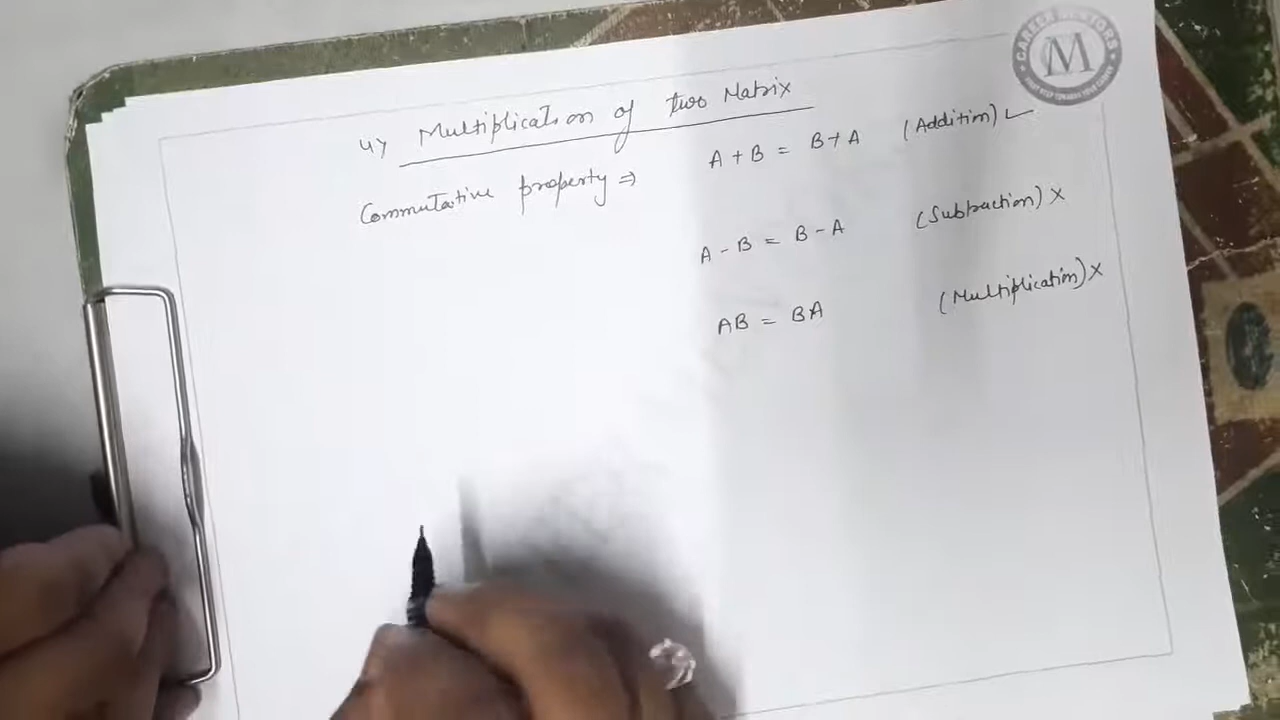 4) Multiplication of two Matrix
Commutative property ⇒ A + B = B + A (Addition) ✓
A - B = B - A (Subtraction) ×
AB = BA (Multiplication) ×
M